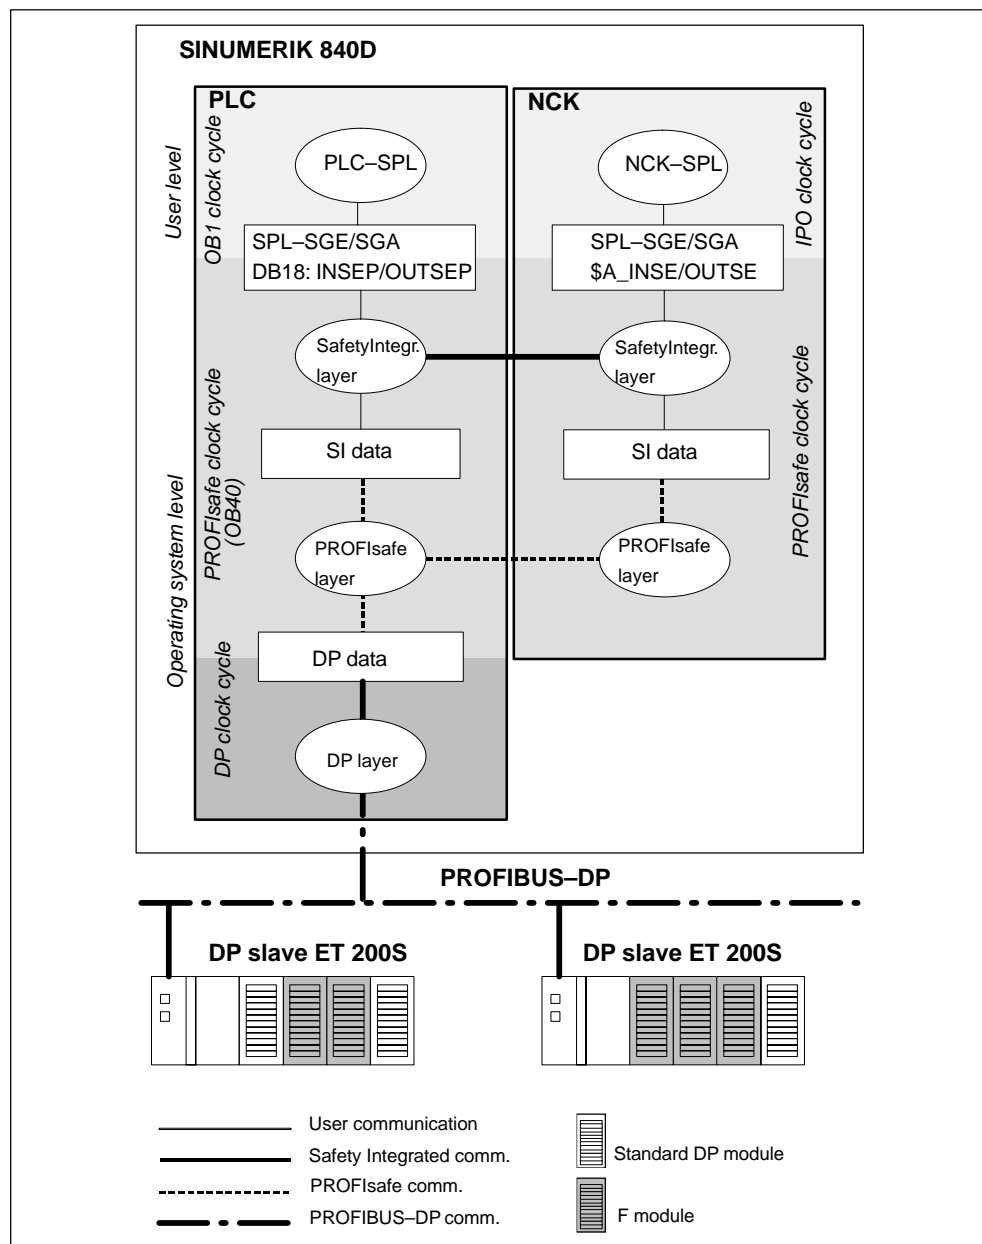 SINUMERIK 840D
PLC
NCK
User level
OB1 clock cycle
IPO clock cycle
PLC–SPL
NCK–SPL
SPL–SGE/SGA
DB18: INSEP/OUTSEP
SPL–SGE/SGA
$A_INSE/OUTSE
SafetyIntegr.
layer
SafetyIntegr.
layer
Operating system level
PROFIsafe clock cycle
(OB40)
PROFIsafe clock cycle
SI data
SI data
PROFIsafe
layer
PROFIsafe
layer
DP clock cycle
DP data
DP layer
PROFIBUS–DP
DP slave ET 200S
DP slave ET 200S
User communication
Safety Integrated comm.
PROFIsafe comm.
PROFIBUS–DP comm.
Standard DP module
F module